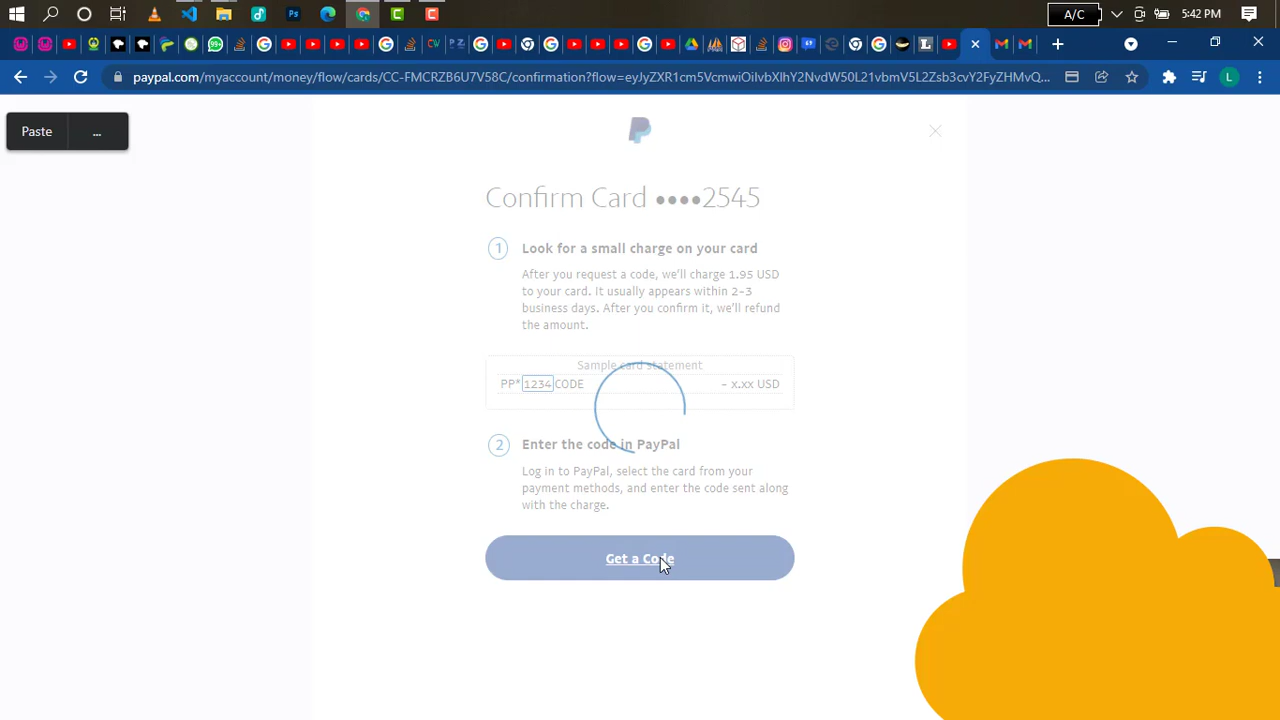 A/C
5:42 PM
paypal.com/myaccount/money/flow/cards/CC-FMCRZB6U7V58C/confirmation?flow=eyJyZXR1cm5VcmwiOiIvbXlhY2NvdW50L21vbmV5L2Zsb3cvY2FyZHMvQ...
L
Paste
...
Confirm Card ••••2545
1
Look for a small charge on your card
After you request a code, we'll charge 1.95 USD
to your card. It usually appears within 2–3
business days. After you confirm it, we'll refund
the amount.
Sample card statement
PP*1234CODE – x.xx USD
2
Enter the code in PayPal
Log in to PayPal, select the card from your
payment methods, and enter the code sent along
with the charge.
Get a Code